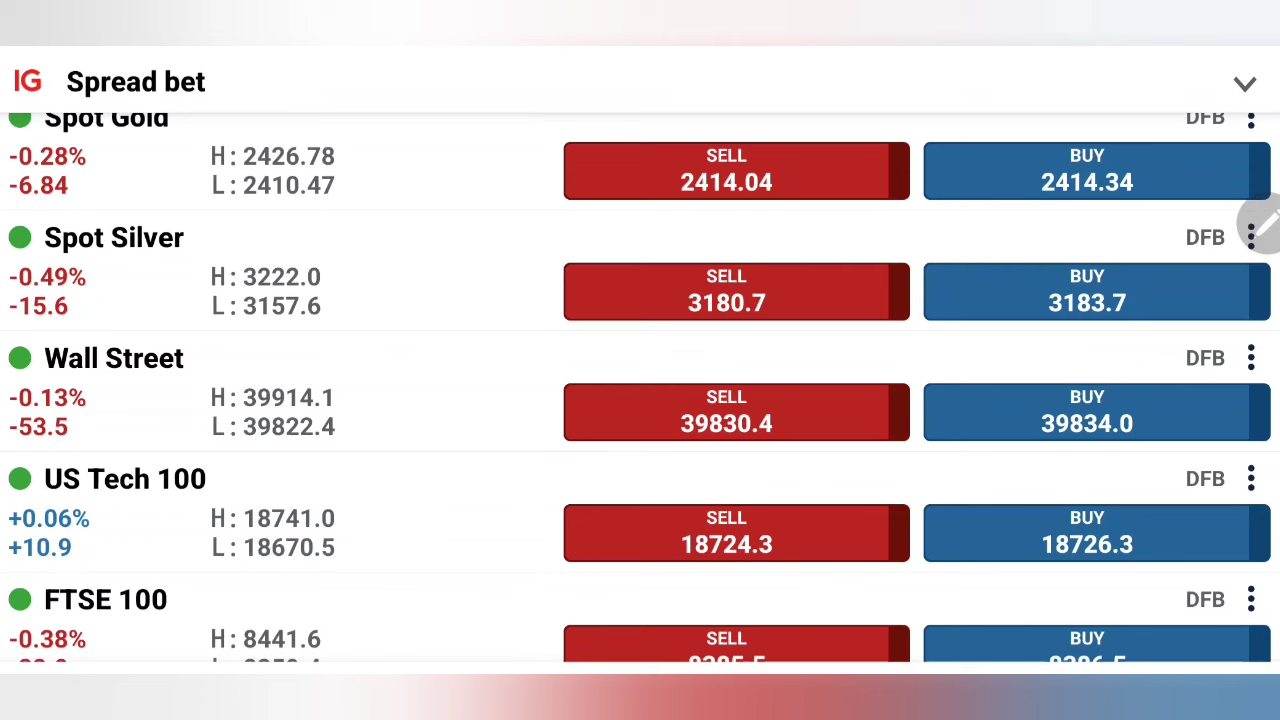 IG Spread bet
Spot Gold DFB
-0.28% H: 2426.78 SELL BUY
-6.84 L: 2410.47 2414.04 2414.34
Spot Silver DFB
-0.49% H: 3222.0 SELL BUY
-15.6 L: 3157.6 3180.7 3183.7
Wall Street DFB
-0.13% H: 39914.1 SELL BUY
-53.5 L: 39822.4 39830.4 39834.0
US Tech 100 DFB
+0.06% H: 18741.0 SELL BUY
+10.9 L: 18670.5 18724.3 18726.3
FTSE 100 DFB
-0.38% H: 8441.6 SELL BUY